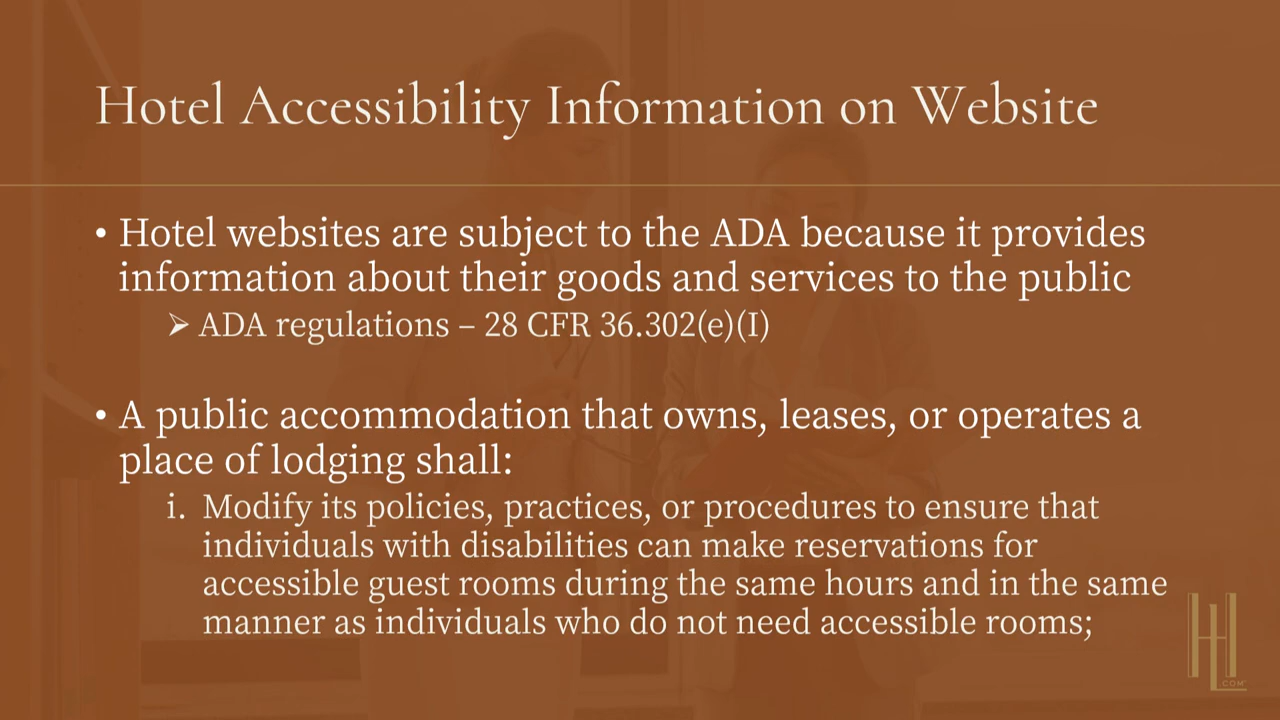 Hotel Accessibility Information on Website
• Hotel websites are subject to the ADA because it provides
information about their goods and services to the public
➢ ADA regulations – 28 CFR 36.302(e)(I)
• A public accommodation that owns, leases, or operates a
place of lodging shall:
i. Modify its policies, practices, or procedures to ensure that
individuals with disabilities can make reservations for
accessible guest rooms during the same hours and in the same
manner as individuals who do not need accessible rooms;
HL
.COM